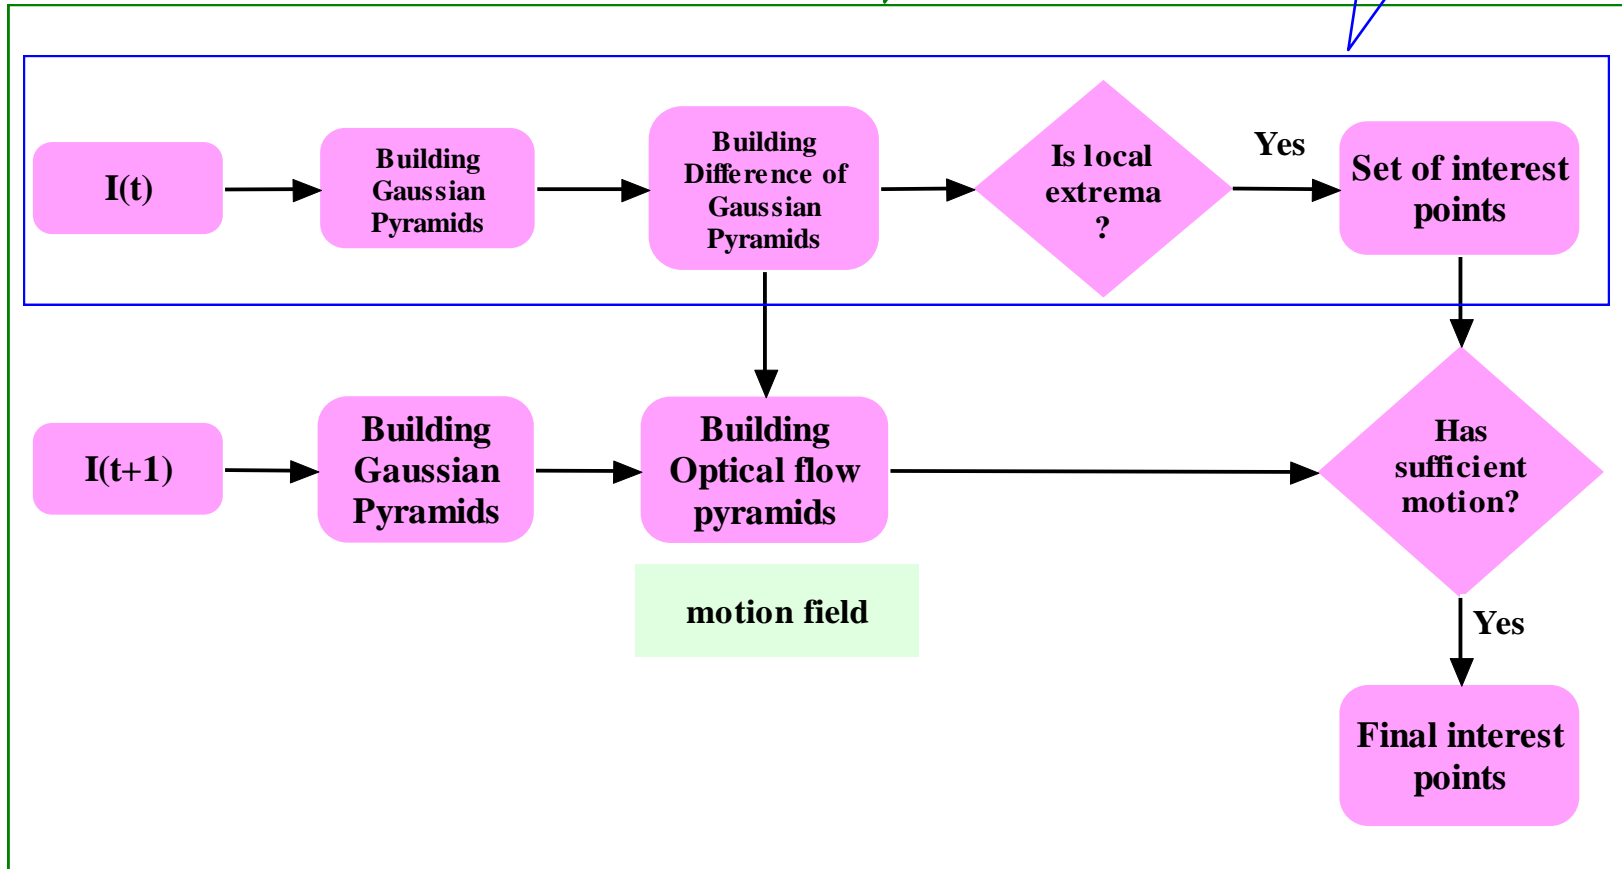 I(t)
Building
Gaussian
Pyramids
Building
Difference of
Gaussian
Pyramids
Is local
extrema
?
Yes
Set of interest
points
I(t+1)
Building
Gaussian
Pyramids
Building
Optical flow
pyramids
Has
sufficient
motion?
motion field
Yes
Final interest
points